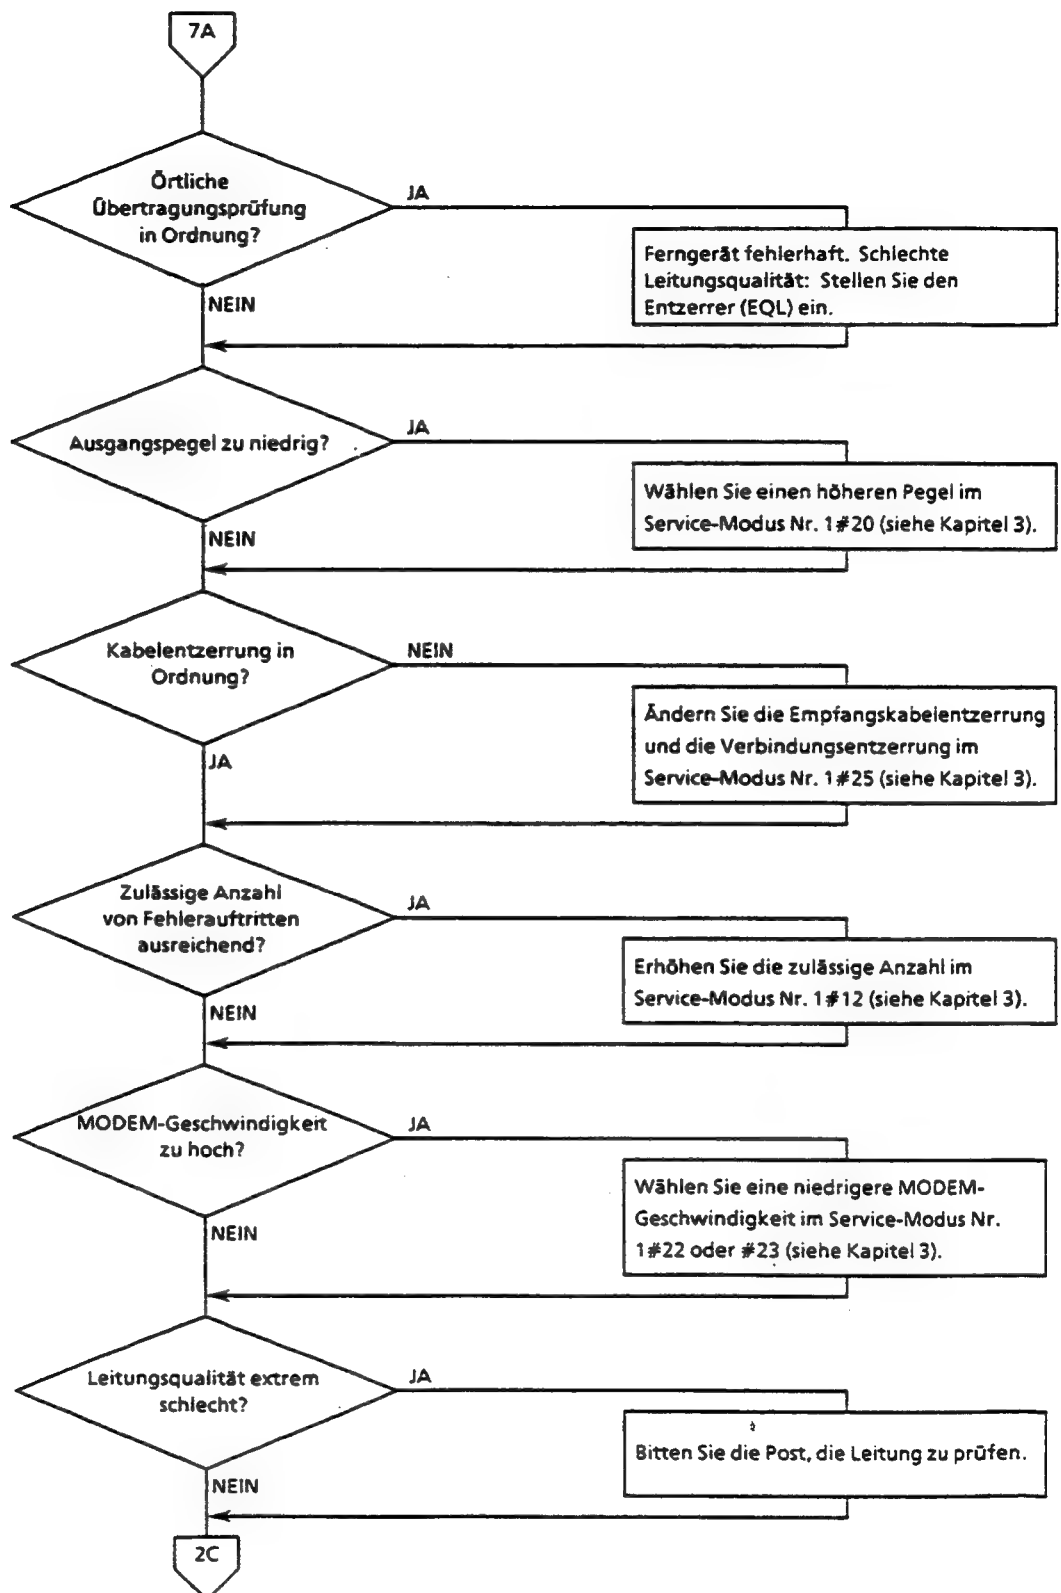 7A
Örtliche
Übertragungsprüfung
in Ordnung?
JA
Ferngerät fehlerhaft. Schlechte
Leitungsqualität: Stellen Sie den
Entzerrer (EQL) ein.
NEIN
Ausgangspegel zu niedrig?
JA
Wählen Sie einen höheren Pegel im
Service-Modus Nr. 1#20 (siehe Kapitel 3).
NEIN
Kabelentzerrung in
Ordnung?
NEIN
Ändern Sie die Empfangskabelentzerrung
und die Verbindungsentzerrung im
Service-Modus Nr. 1#25 (siehe Kapitel 3).
JA
Zulässige Anzahl
von Fehlerauftritten
ausreichend?
JA
Erhöhen Sie die zulässige Anzahl im
Service-Modus Nr. 1#12 (siehe Kapitel 3).
NEIN
MODEM-Geschwindigkeit
zu hoch?
JA
Wählen Sie eine niedrigere MODEM-
Geschwindigkeit im Service-Modus Nr.
1#22 oder #23 (siehe Kapitel 3).
NEIN
Leitungsqualität extrem
schlecht?
JA
Bitten Sie die Post, die Leitung zu prüfen.
NEIN
2C